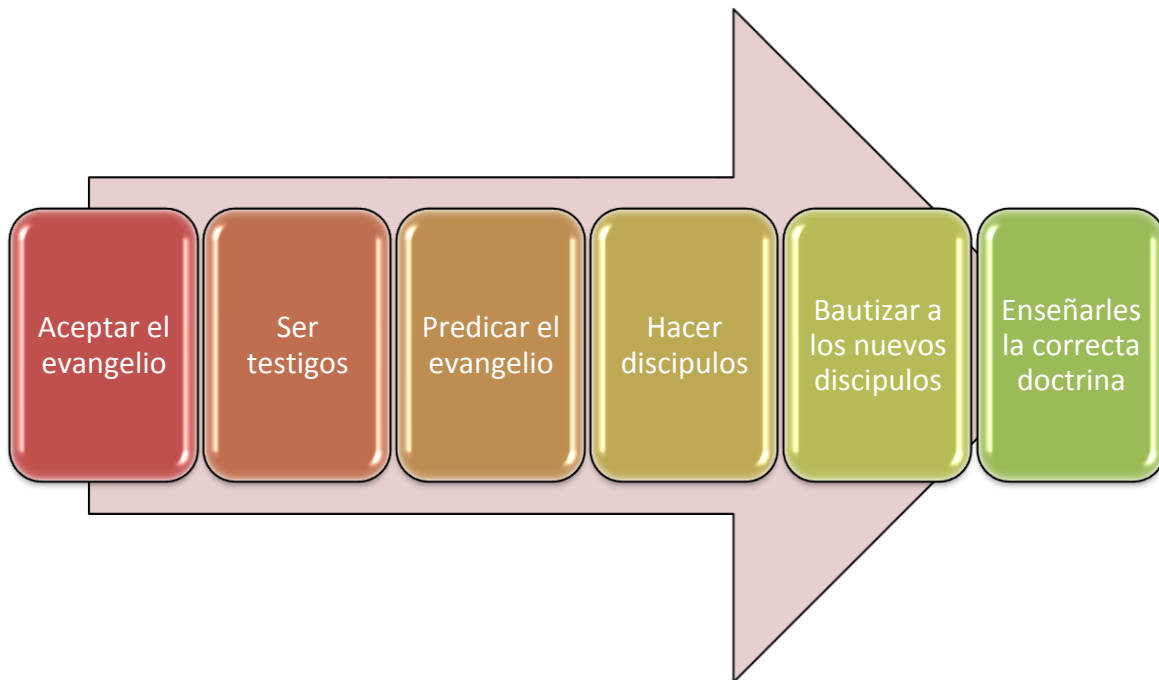 Aceptar el
evangelio
Ser
testigos
Predicar el
evangelio
Hacer
discipulos
Bautizar a
los nuevos
discipulos
Enseñarles
la correcta
doctrina